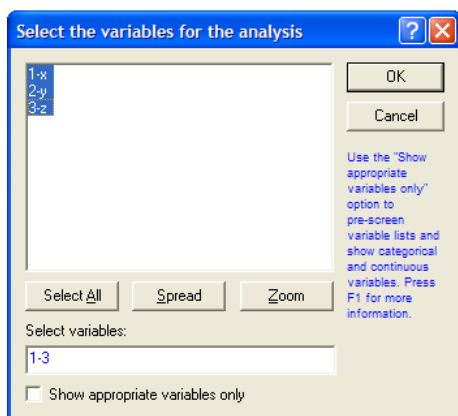 Select the variables for the analysis
1-x
2-y
3-z
OK
Cancel
Use the "Show
appropriate
variables only"
option to
pre-screen
variable lists and
show categorical
and continuous
variables. Press
F1 for more
information.
Select All
Spread
Zoom
Select variables:
1-3
Show appropriate variables only